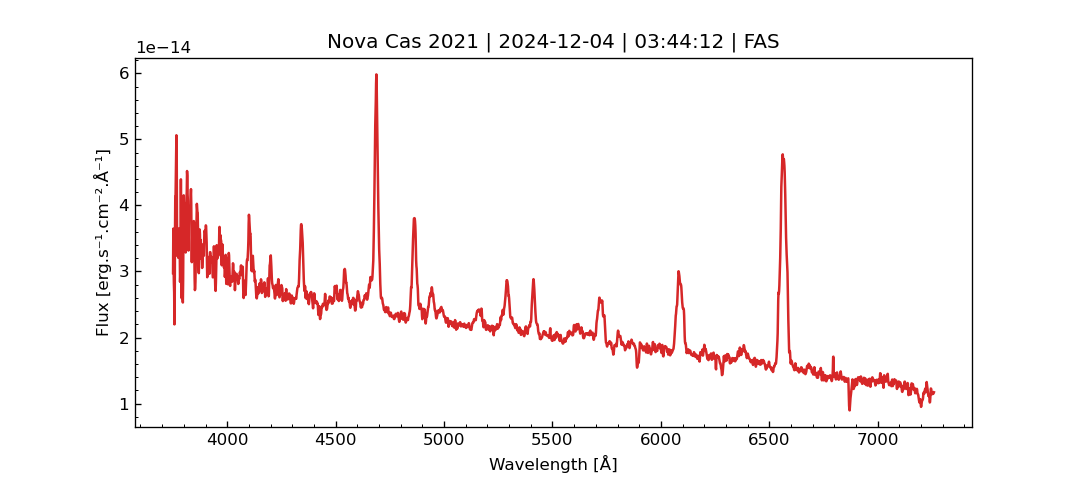 Nova Cas 2021 | 2024-12-04 | 03:44:12 | FAS
1e−14
6
5
4
3
2
1
Flux [erg.s⁻¹.cm⁻².Å⁻¹]
4000 4500 5000 5500 6000 6500 7000
Wavelength [Å]